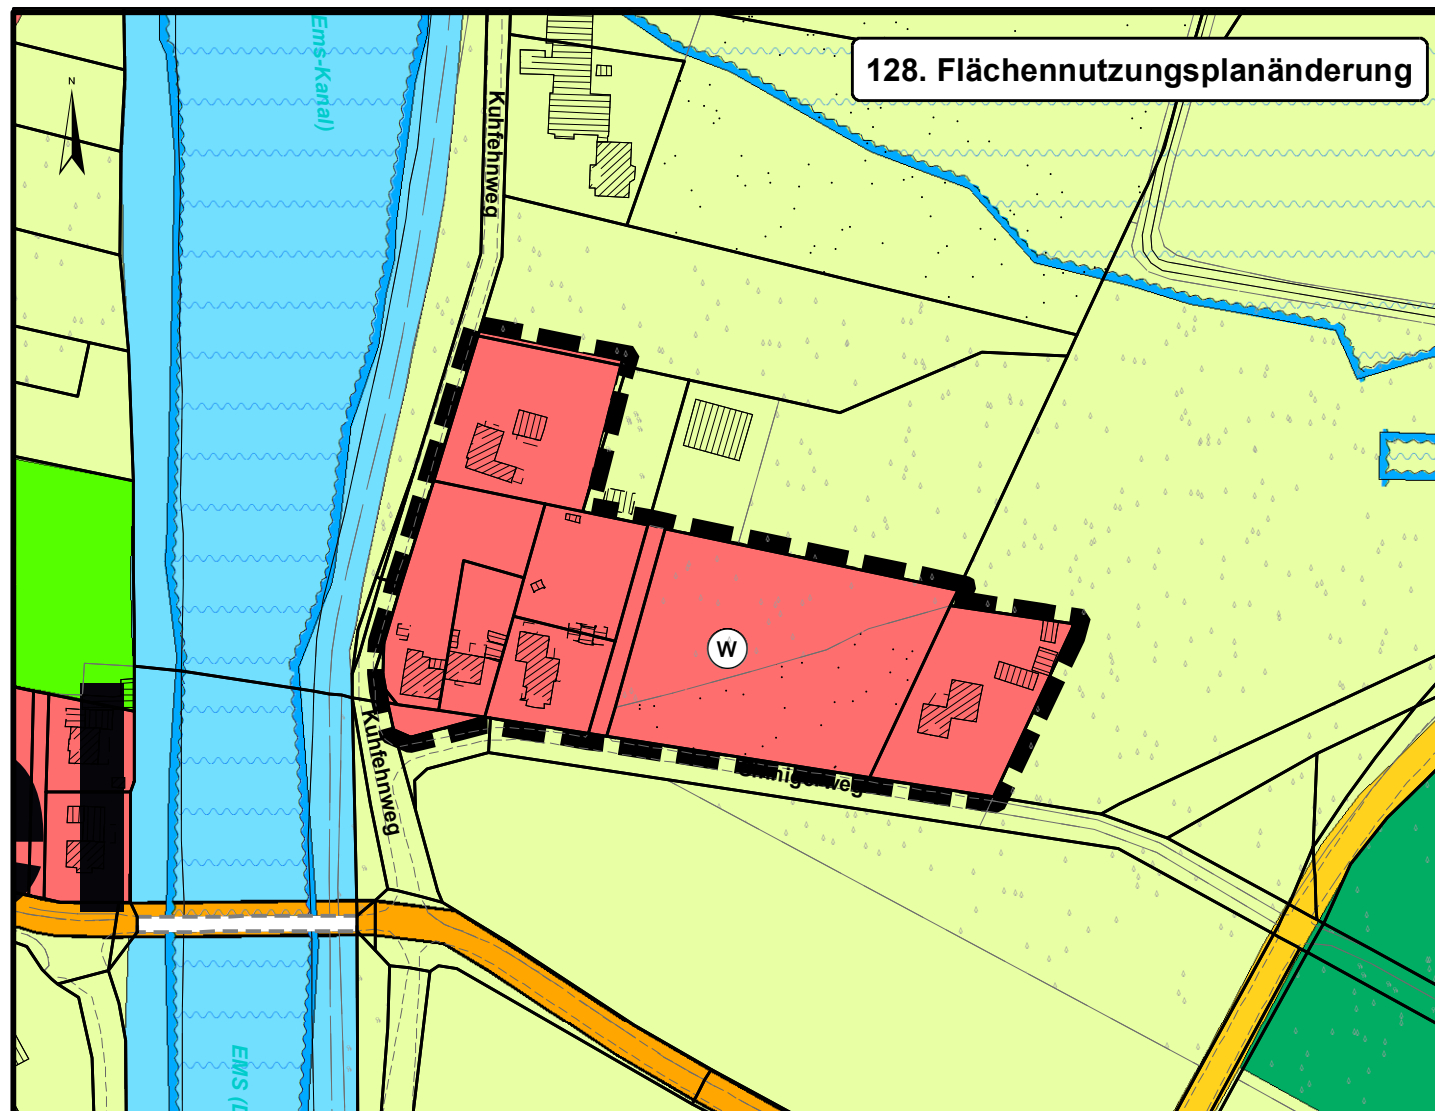 128. Flächennutzungsplanänderung
Ems-Kanal)
N
Kuhfehnweg
W
Kuhfehnweg
EMS (